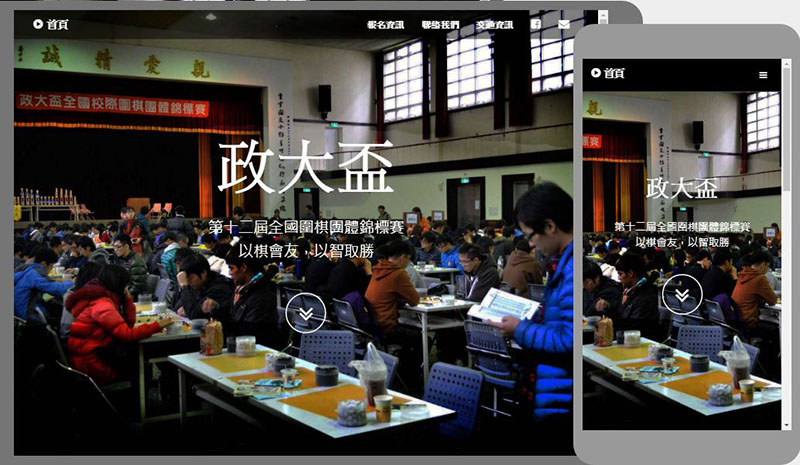 首頁
報名資訊 聯絡我們 交通資訊
親愛精誠
政大盃全國校際圍棋團體錦標賽
政大盃
第十二屆全國圍棋團體錦標賽
以棋會友，以智取勝
首頁
錦標賽
政大盃
第十二屆全國圍棋團體錦標賽
以棋會友，以智取勝